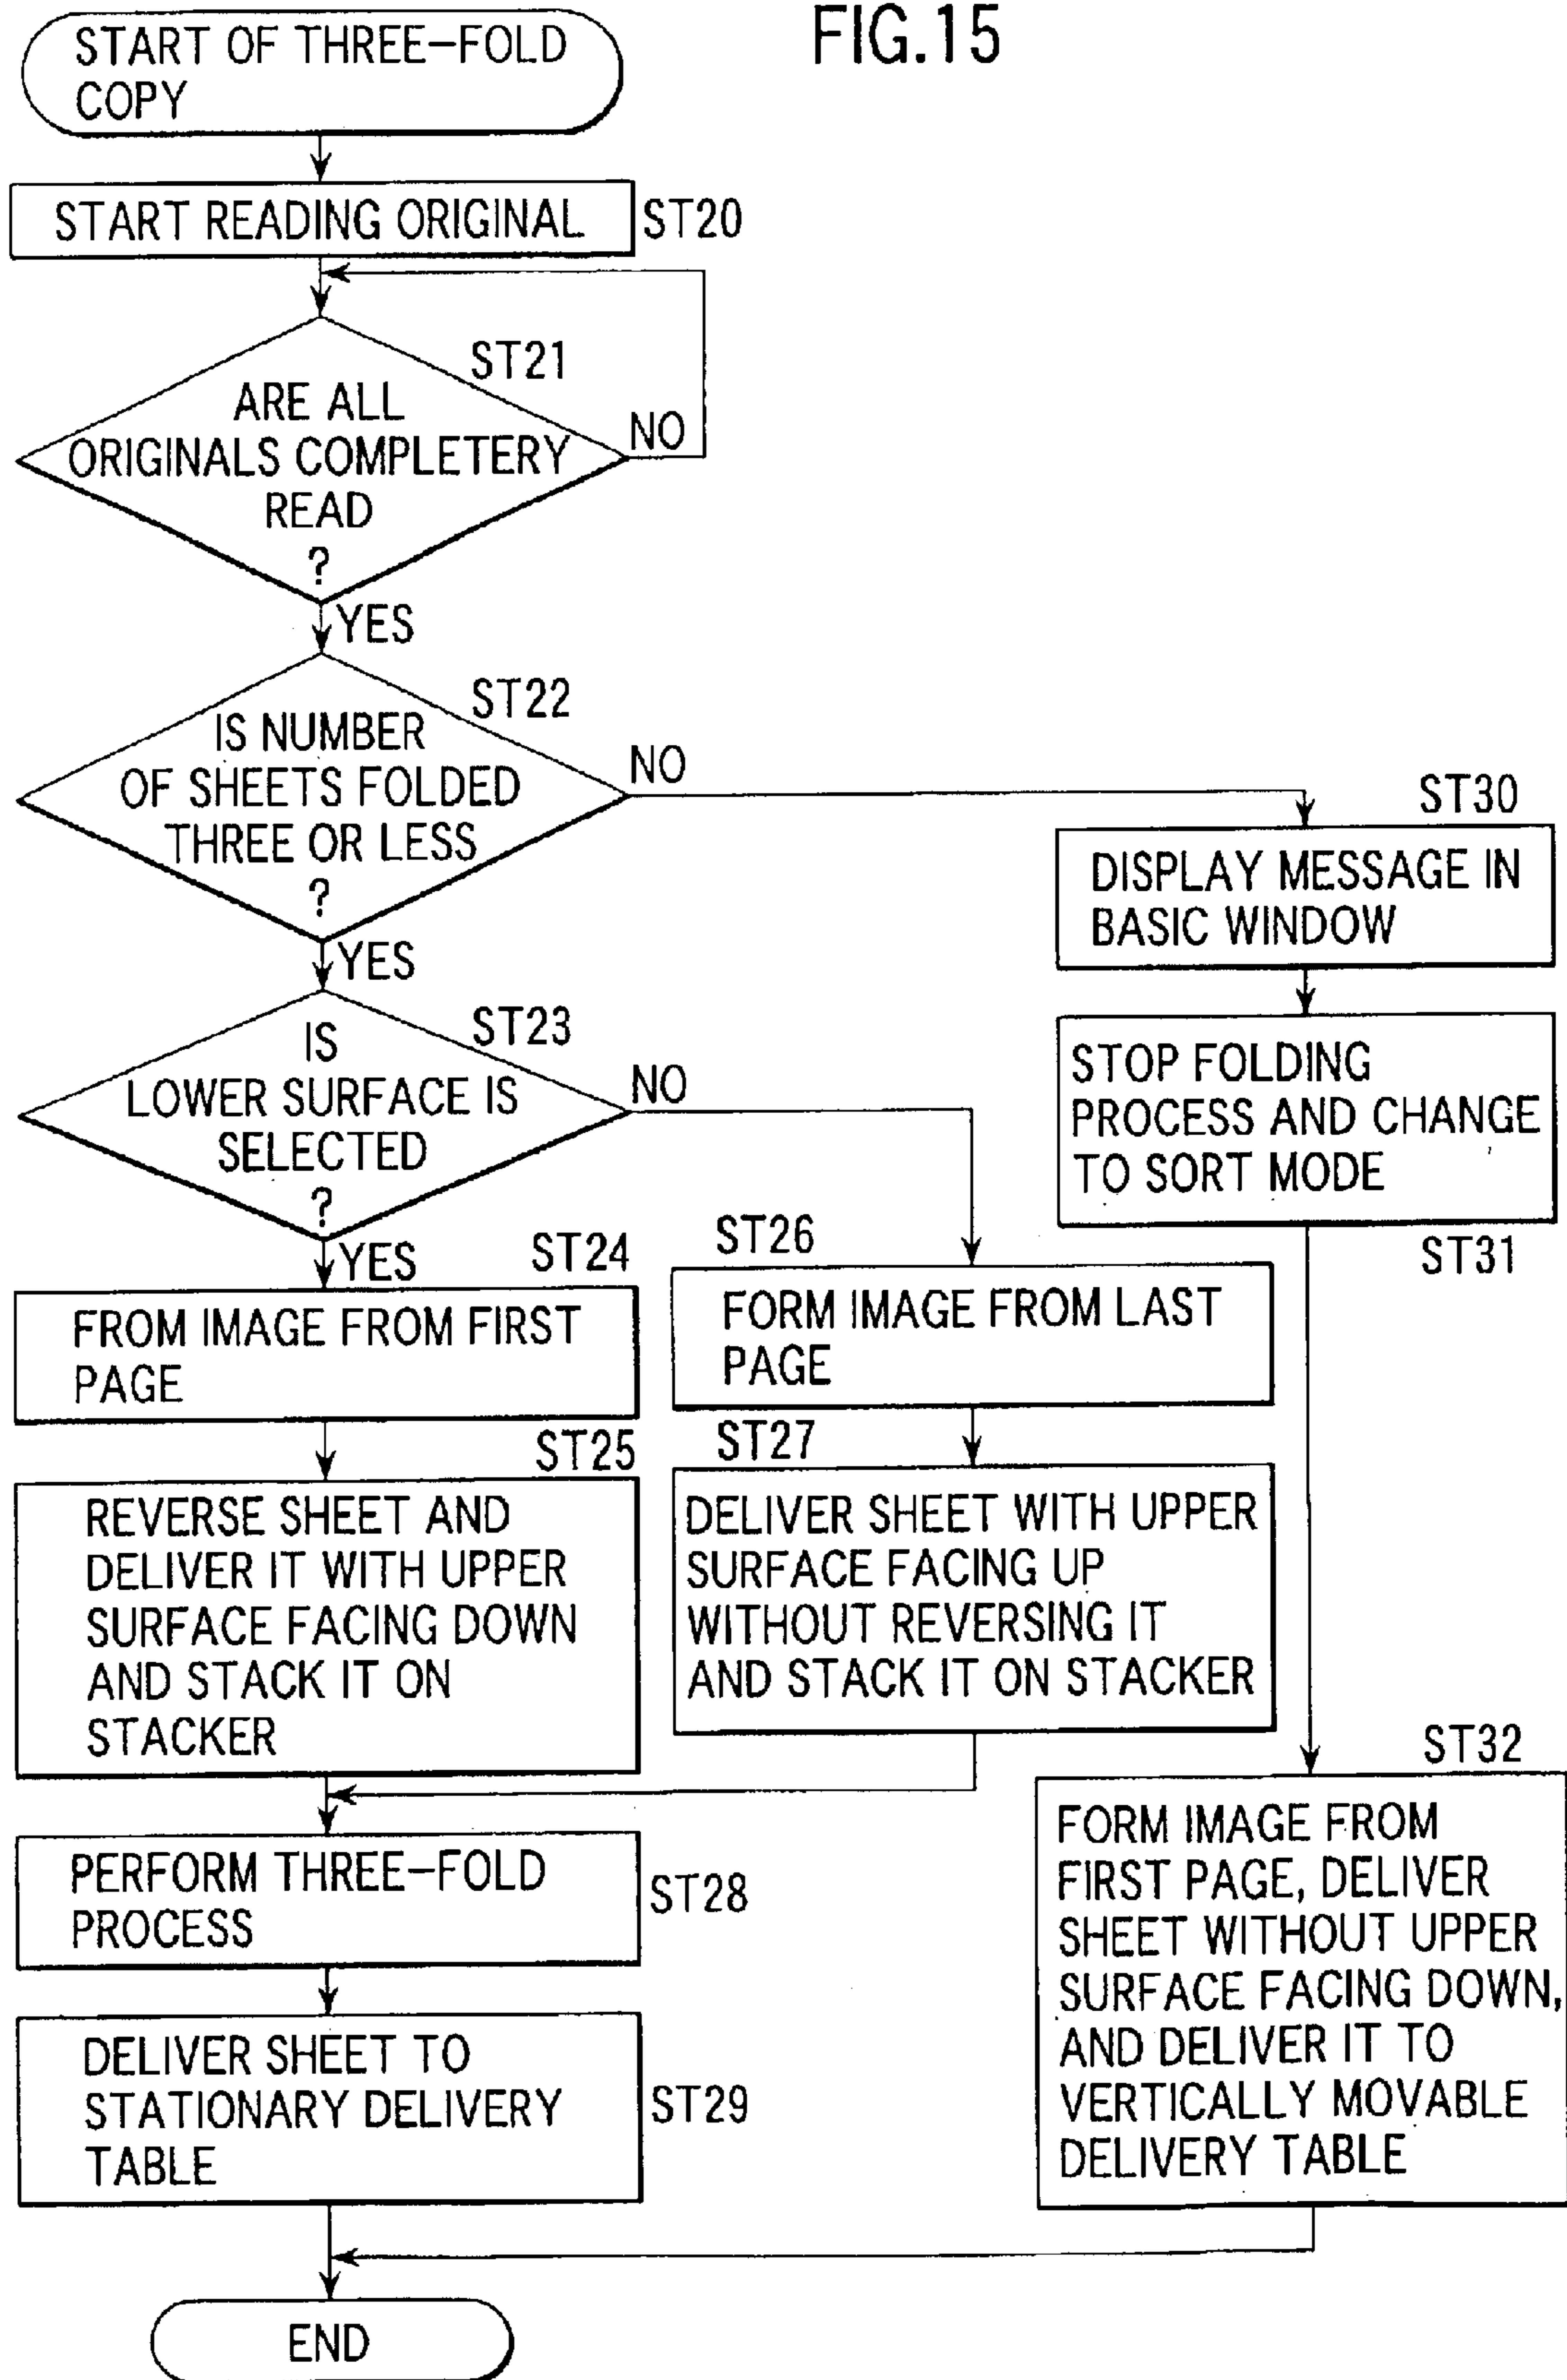 FIG.15
START OF THREE-FOLD
COPY
START READING ORIGINAL
ST20
ST21
ARE ALL
ORIGINALS COMPLETERY
READ
?
NO
YES
ST22
IS NUMBER
OF SHEETS FOLDED
THREE OR LESS
?
NO
YES
ST30
DISPLAY MESSAGE IN
BASIC WINDOW
STOP FOLDING
PROCESS AND CHANGE
TO SORT MODE
ST31
ST23
IS
LOWER SURFACE IS
SELECTED
?
NO
YES
ST24
FROM IMAGE FROM FIRST
PAGE
ST26
FORM IMAGE FROM LAST
PAGE
ST25
REVERSE SHEET AND
DELIVER IT WITH UPPER
SURFACE FACING DOWN
AND STACK IT ON
STACKER
ST27
DELIVER SHEET WITH UPPER
SURFACE FACING UP
WITHOUT REVERSING IT
AND STACK IT ON STACKER
ST32
FORM IMAGE FROM
FIRST PAGE, DELIVER
SHEET WITHOUT UPPER
SURFACE FACING DOWN,
AND DELIVER IT TO
VERTICALLY MOVABLE
DELIVERY TABLE
PERFORM THREE-FOLD
PROCESS
ST28
DELIVER SHEET TO
STATIONARY DELIVERY
TABLE
ST29
END